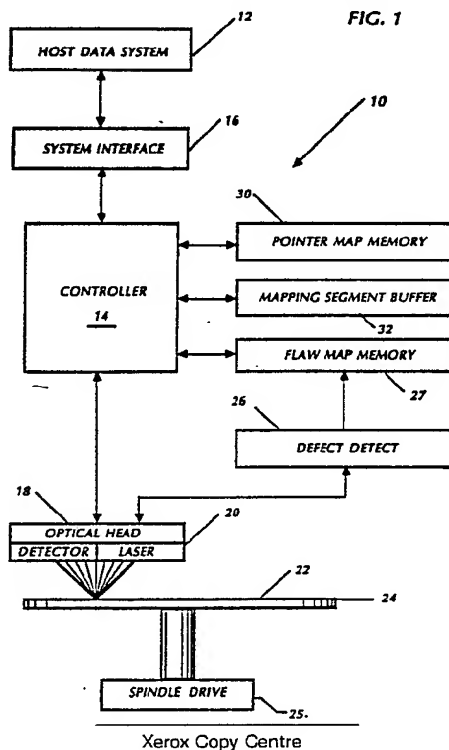 FIG. 1
12
HOST DATA SYSTEM
16
10
SYSTEM INTERFACE
30
POINTER MAP MEMORY
CONTROLLER
14
MAPPING SEGMENT BUFFER
32
FLAW MAP MEMORY
27
26
DEFECT DETECT
18
20
OPTICAL HEAD
DETECTOR LASER
22
24
SPINDLE DRIVE
25.
Xerox Copy Centre